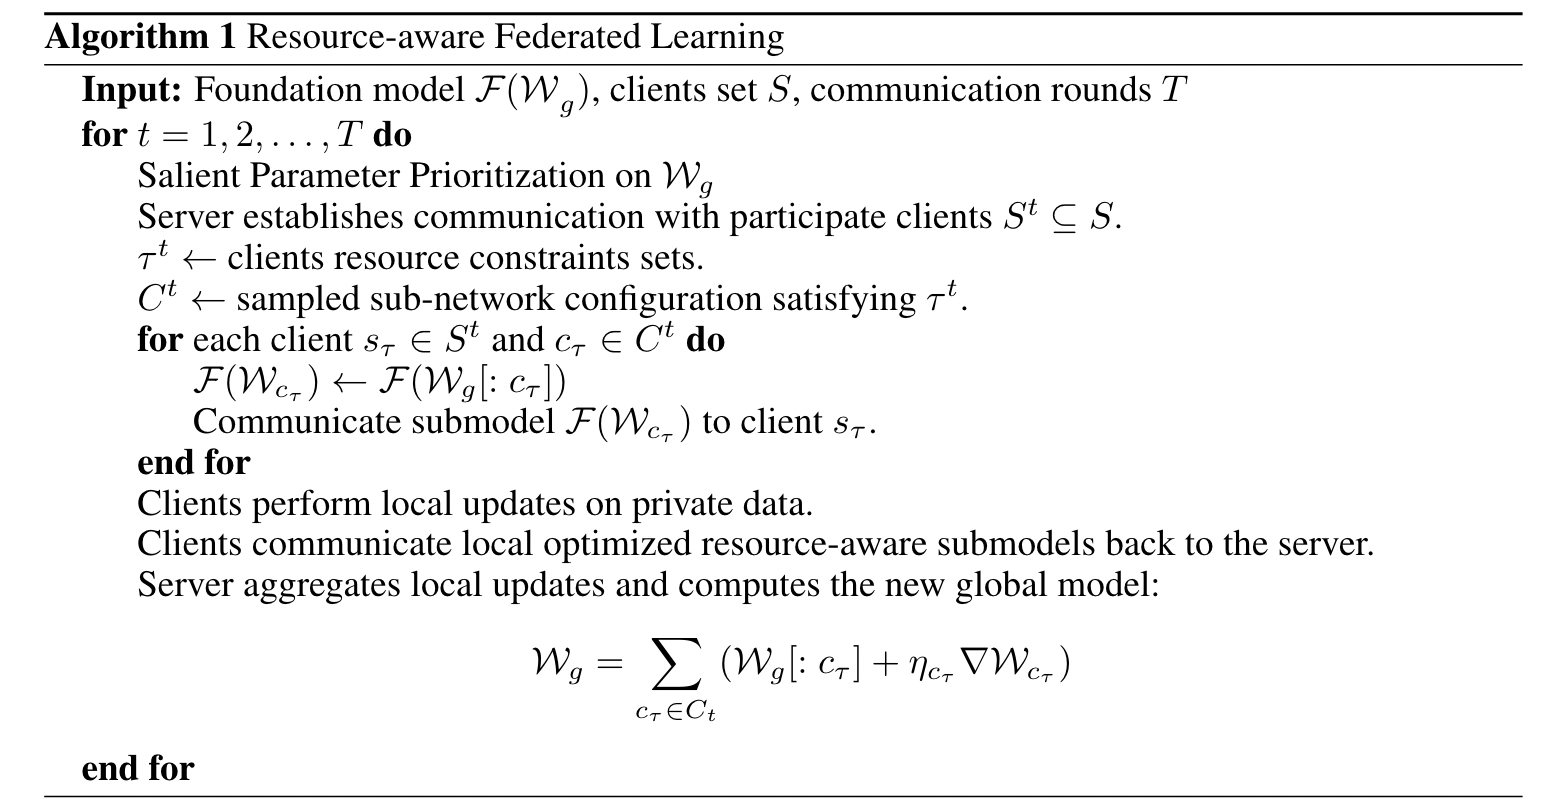 Algorithm 1 Resource-aware Federated Learning
Input: Foundation model $\mathcal{F}(\mathcal{W}_g)$, clients set $S$, communication rounds $T$
for $t = 1, 2, \ldots, T$ do
Salient Parameter Prioritization on $\mathcal{W}_g$
Server establishes communication with participate clients $S^t \subseteq S$.
$\tau^t \leftarrow$ clients resource constraints sets.
$C^t \leftarrow$ sampled sub-network configuration satisfying $\tau^t$.
for each client $s_\tau \in S^t$ and $c_\tau \in C^t$ do
$\mathcal{F}(\mathcal{W}_{c_\tau}) \leftarrow \mathcal{F}(\mathcal{W}_g[: c_\tau])$
Communicate submodel $\mathcal{F}(\mathcal{W}_{c_\tau})$ to client $s_\tau$.
end for
Clients perform local updates on private data.
Clients communicate local optimized resource-aware submodels back to the server.
Server aggregates local updates and computes the new global model:
$\mathcal{W}_g = \sum_{c_\tau \in C_t} (\mathcal{W}_g[: c_\tau] + \eta_{c_\tau} \nabla \mathcal{W}_{c_\tau})$
end for